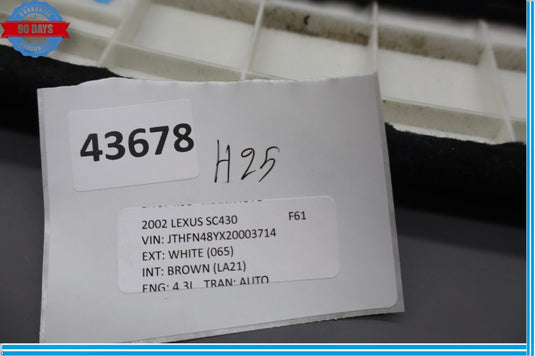 GUARANTEE
90 DAYS
43678
H25
2002 LEXUS SC430 F61
VIN: JTHFN48YX20003714
EXT: WHITE (065)
INT: BROWN (LA21)
ENG: 4.3L TRAN: AUTO